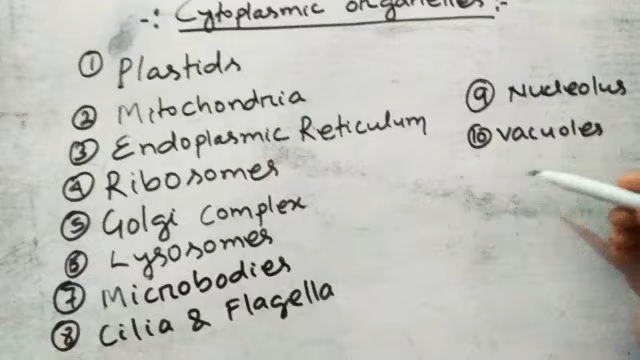 -: Cytoplasmic organelles :-
① Plastids
② Mitochondria
③ Endoplasmic Reticulum
④ Ribosomes
⑤ Golgi Complex
⑥ Lysosomes
⑦ Microbodies
⑧ Cilia & Flagella
⑨ Nucleolus
⑩ Vacuoles